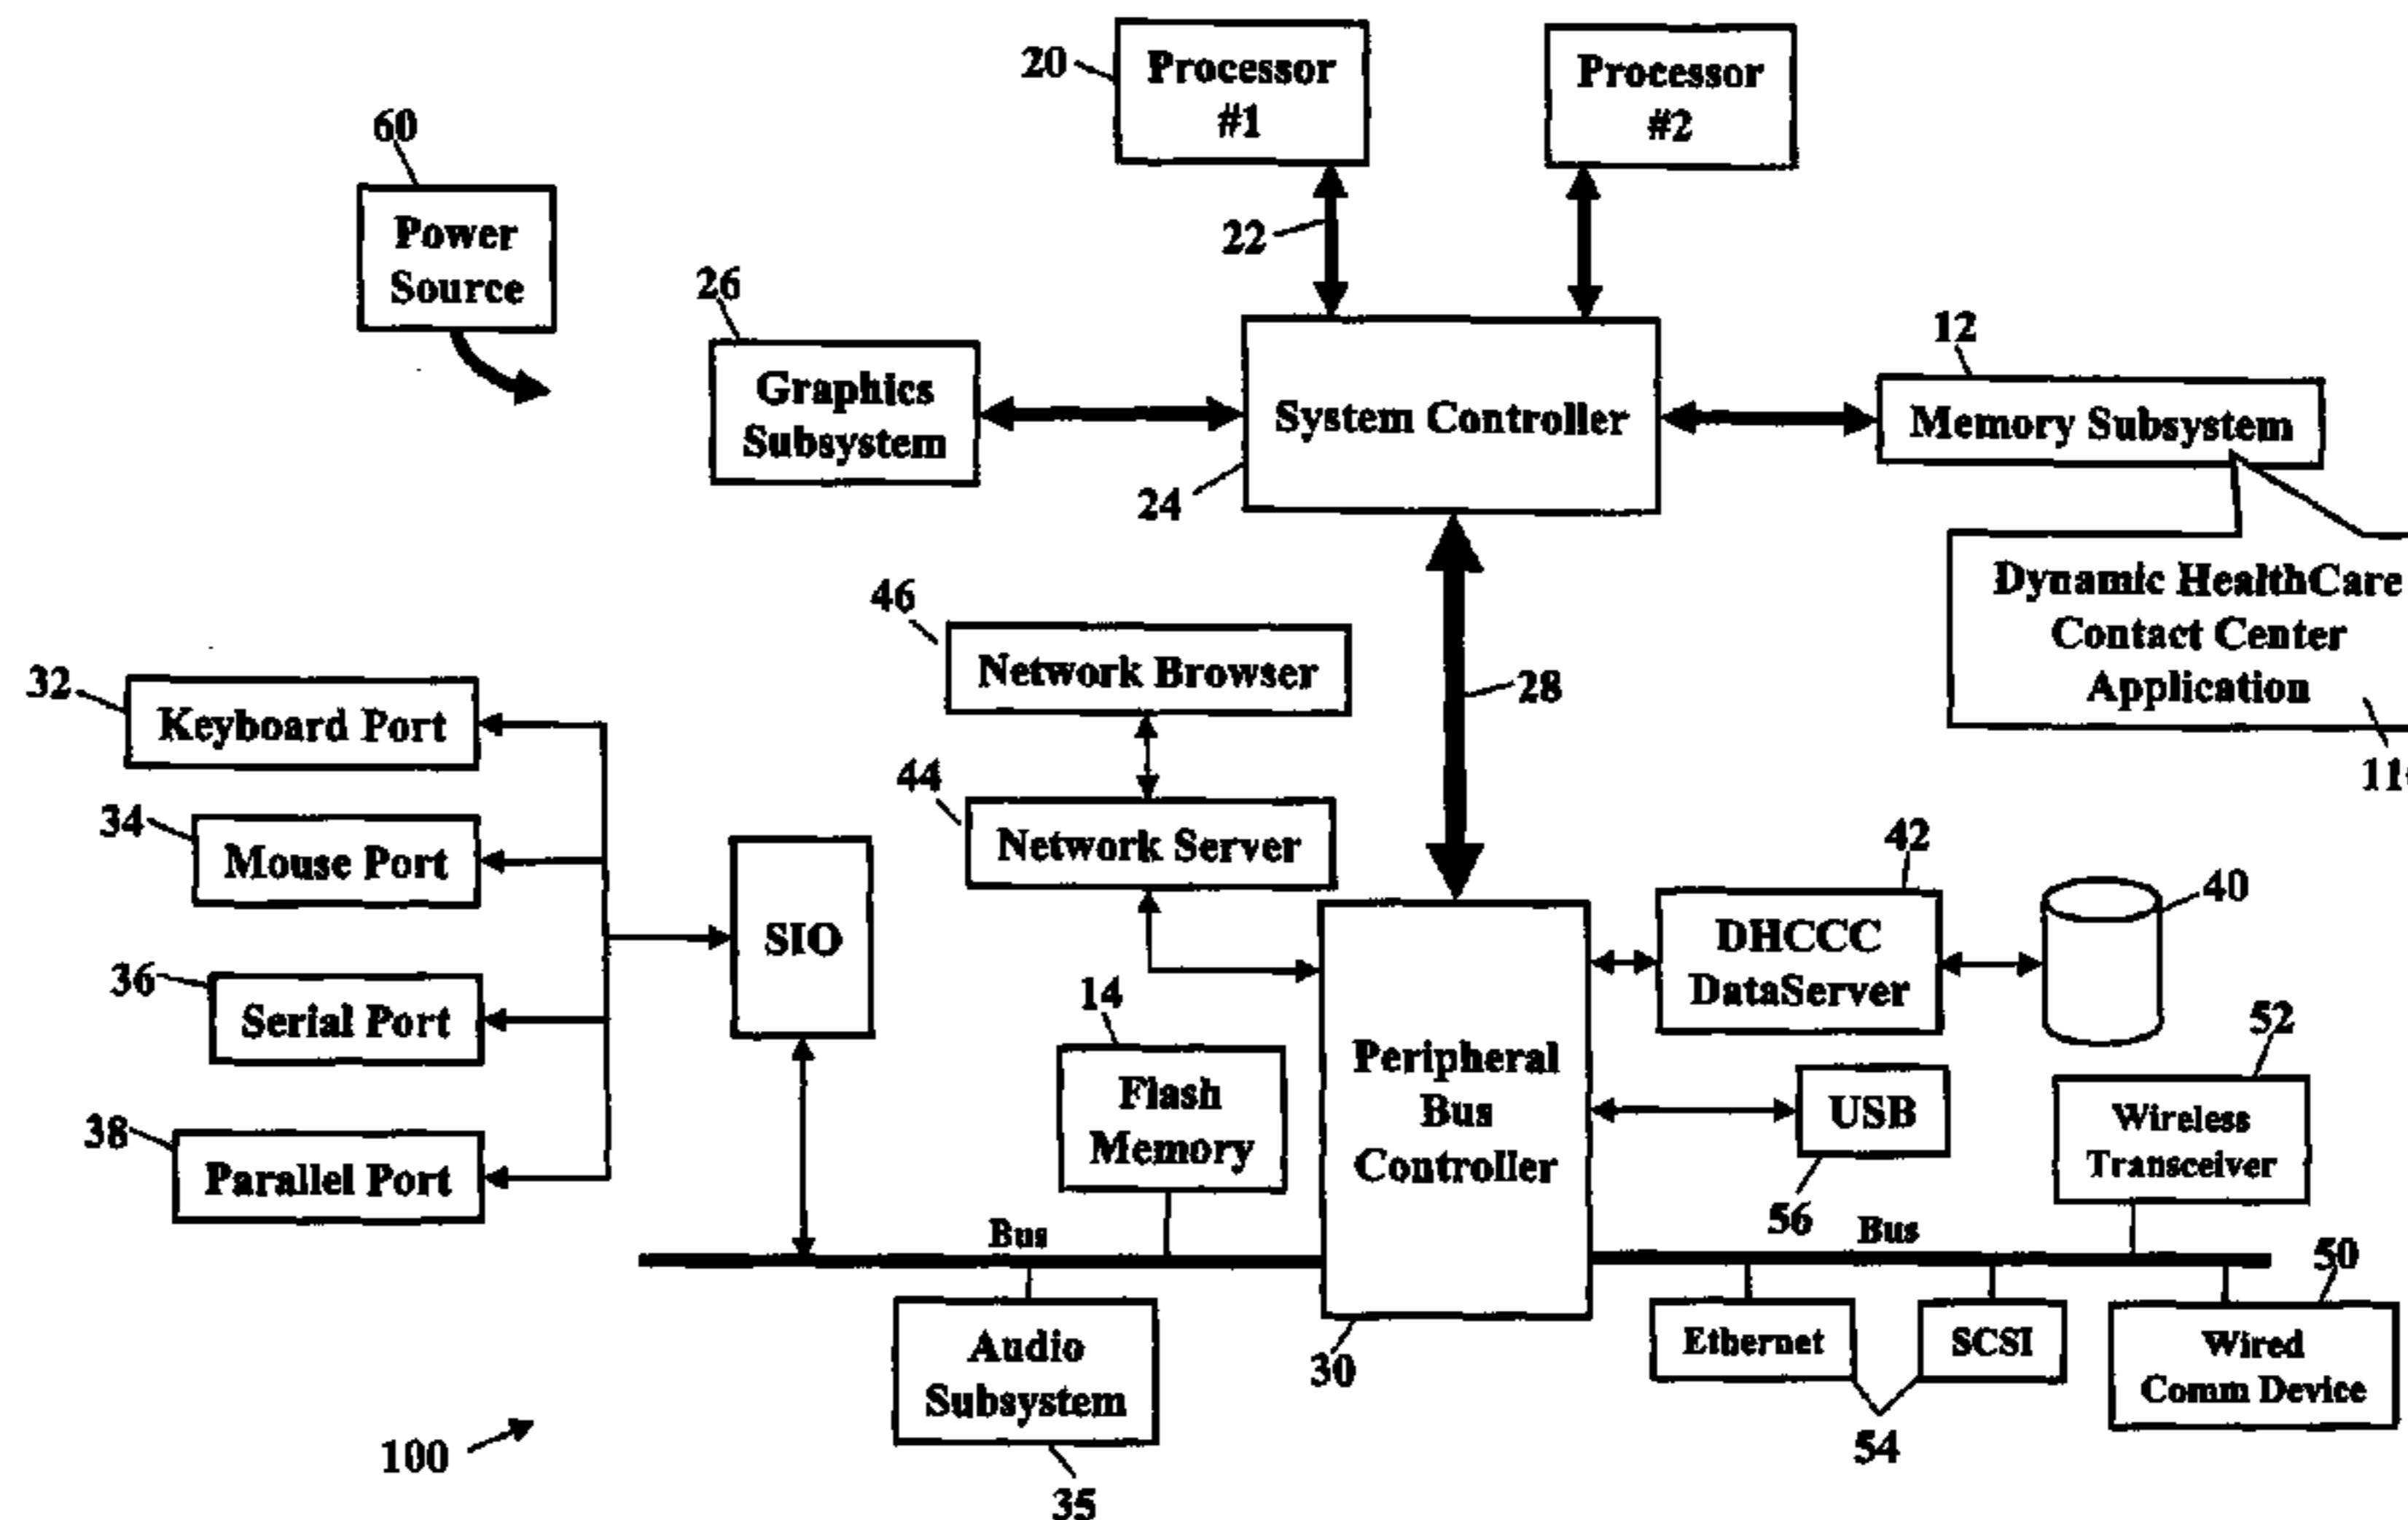 20
Processor
#1
Processor
#2
60
Power
Source
22
26
Graphics
Subsystem
System Controller
24
12
Memory Subsystem
Dynamic HealthCare
Contact Center
Application
46
Network Browser
28
32
Keyboard Port
44
Network Server
34
Mouse Port
SIO
42
DHCCC
DataServer
40
36
Serial Port
14
Flash
Memory
Peripheral
Bus
Controller
USB
56
52
Wireless
Transceiver
38
Parallel Port
Bus
Bus
50
Audio
Subsystem
35
30
Ethernet
SCSI
54
Wired
Comm Device
100